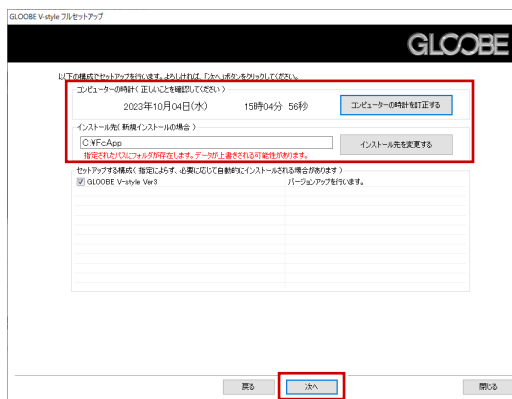 GLOOBE V-style フルセットアップ
GLOOBE
以下の構成でセットアップを行います。よろしければ、「次へ」ボタンをクリックしてください。
コンピューターの時計( 正しいことを確認してください )
2023年10月04日(水) 15時04分 56秒 コンピューターの時計を訂正する
インストール先( 新規インストールの場合 )
C:¥FcApp インストール先を変更する
指定されたパスにフォルダが存在します。データが上書きされる可能性があります。
セットアップする構成( 指定によらず、必要に応じて自動的にインストールされる場合があります )
GLOOBE V-style Ver3 バージョンアップを行います。
戻る 次へ 閉じる